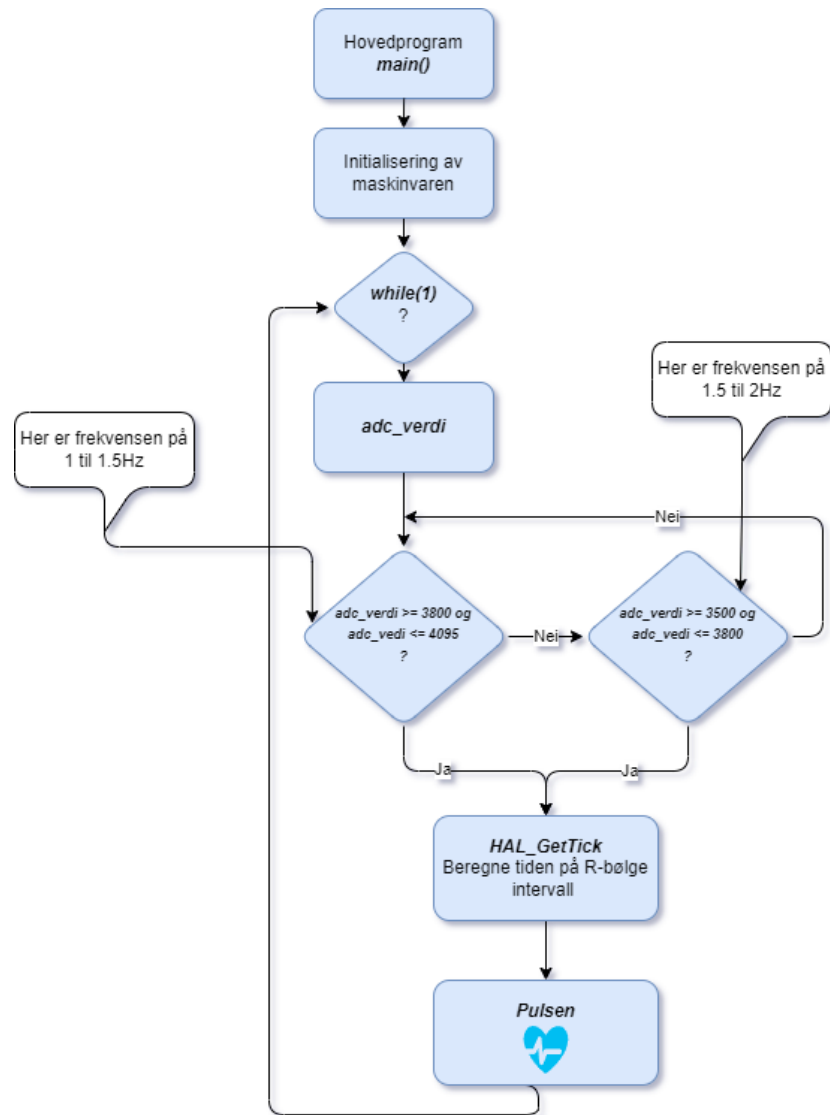 Hovedprogram
main()
Initialisering av
maskinvaren
while(1)
?
Her er frekvensen på
1.5 til 2Hz
adc_verdi
Her er frekvensen på
1 til 1.5Hz
Nei
adc_verdi >= 3800 og
adc_vedi <= 4095
?
Nei
adc_verdi >= 3500 og
adc_vedi <= 3800
?
Ja
Ja
HAL_GetTick
Beregne tiden på R-bølge
intervall
Pulsen